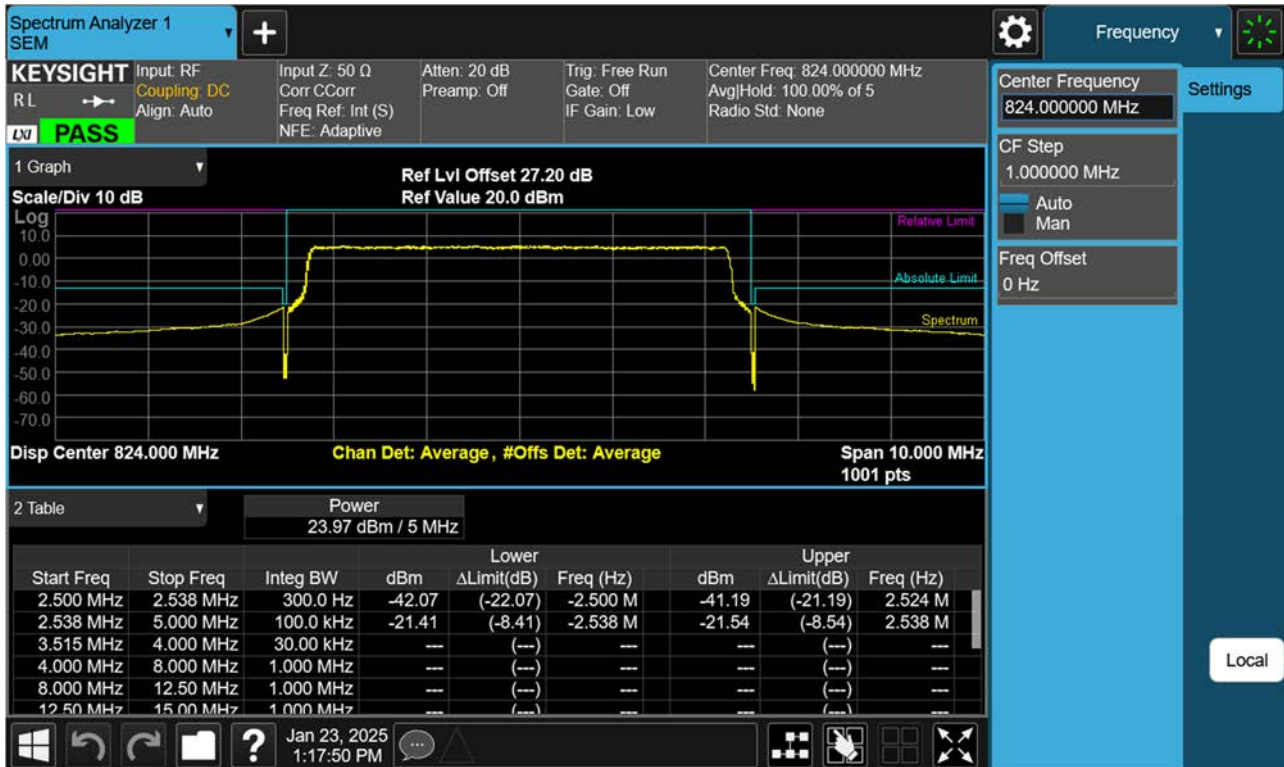 Spectrum Analyzer 1
SEM
+
Frequency
KEYSIGHT
R L
LXI PASS
Input: RF
Coupling: DC
Align: Auto
Input Z: 50 Ω
Corr CCorr
Freq Ref: Int (S)
NFE: Adaptive
Atten: 20 dB
Preamp: Off
Trig: Free Run
Gate: Off
IF Gain: Low
Center Freq: 824.000000 MHz
Avg|Hold: 100.00% of 5
Radio Std: None
Center Frequency
824.000000 MHz
Settings
CF Step
1.000000 MHz
Auto
Man
Freq Offset
0 Hz
1 Graph
Scale/Div 10 dB
Ref Lvl Offset 27.20 dB
Ref Value 20.0 dBm
Log
Relative Limit
10.0
0.00
-10.0
Absolute Limit
-20.0
Spectrum
-30.0
-40.0
-50.0
-60.0
-70.0
Disp Center 824.000 MHz
Chan Det: Average, #Offs Det: Average
Span 10.000 MHz
1001 pts
2 Table
Power
23.97 dBm / 5 MHz
Lower Upper
Start Freq Stop Freq Integ BW dBm ΔLimit(dB) Freq (Hz) dBm ΔLimit(dB) Freq (Hz)
2.500 MHz 2.538 MHz 300.0 Hz -42.07 (-22.07) -2.500 M -41.19 (-21.19) 2.524 M
2.538 MHz 5.000 MHz 100.0 kHz -21.41 (-8.41) -2.538 M -21.54 (-8.54) 2.538 M
3.515 MHz 4.000 MHz 30.00 kHz --- (---) --- --- (---) ---
4.000 MHz 8.000 MHz 1.000 MHz --- (---) --- --- (---) ---
8.000 MHz 12.50 MHz 1.000 MHz --- (---) --- --- (---) ---
12.50 MHz 15.00 MHz 1.000 MHz --- (---) --- --- (---) ---
Local
?
Jan 23, 2025
1:17:50 PM